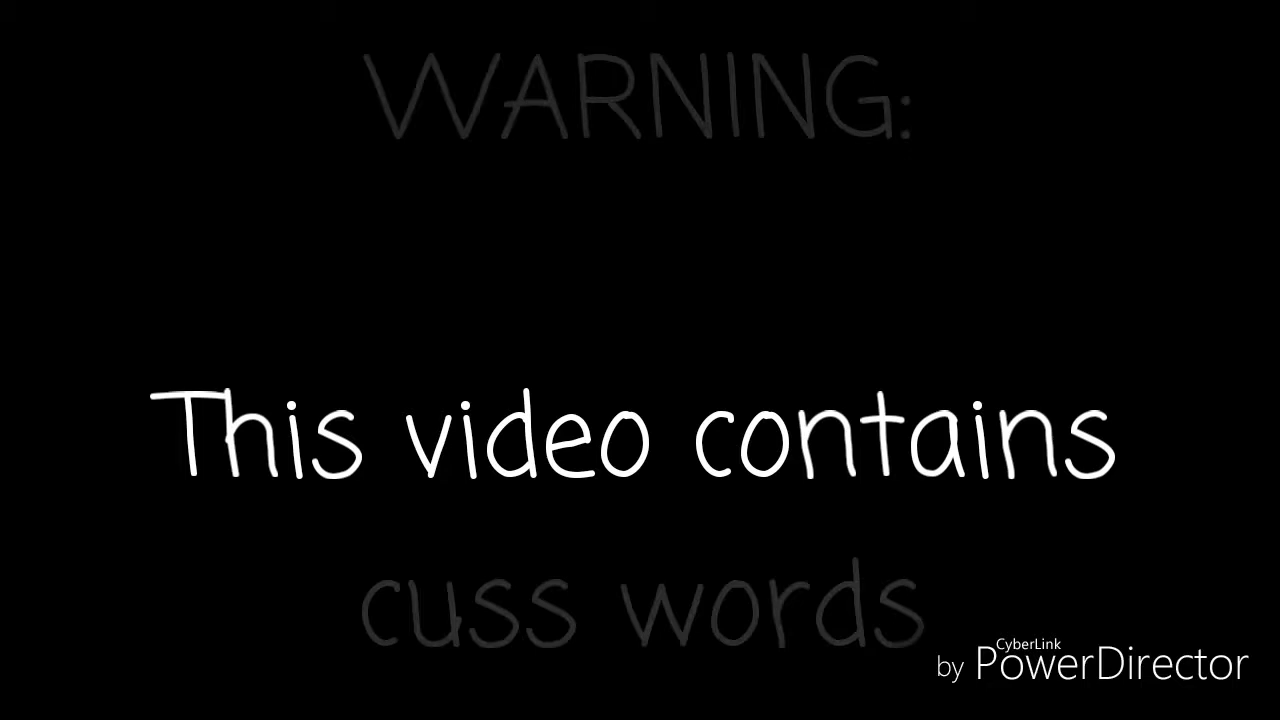 WARNING:
This video contains
cuss words
CyberLink
by PowerDirector